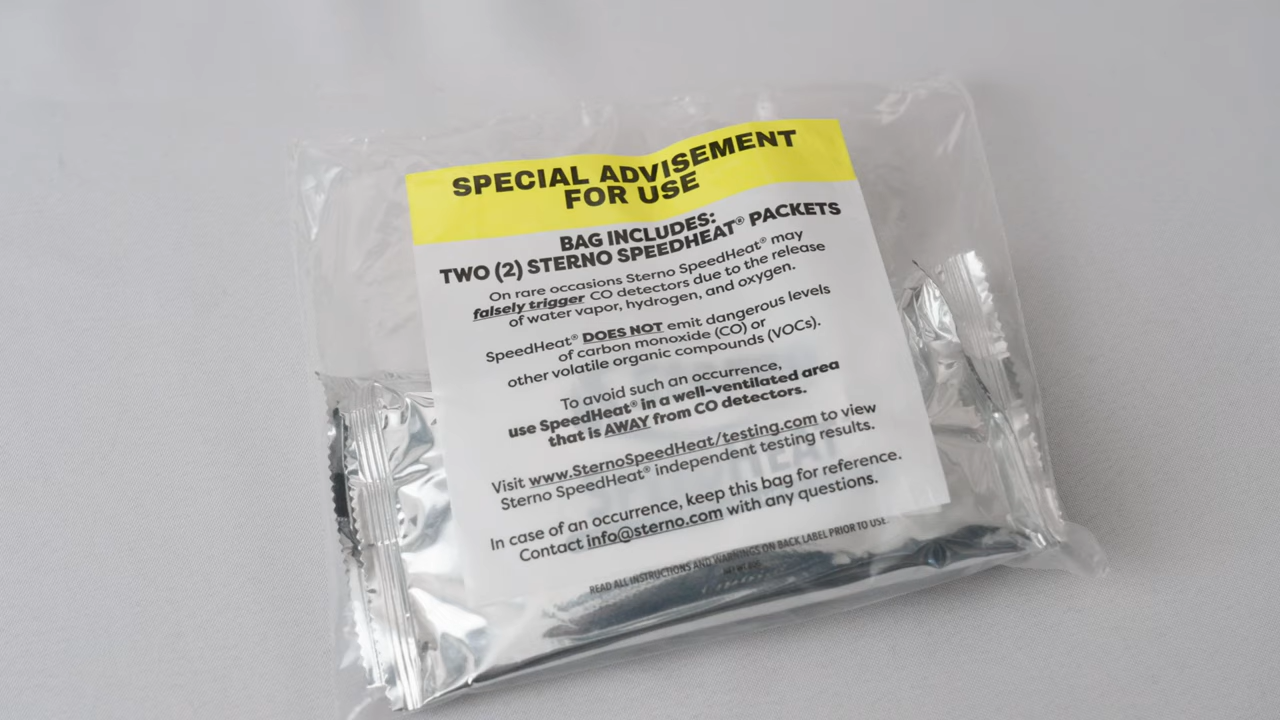 SPECIAL ADVISEMENT
FOR USE
BAG INCLUDES:
TWO (2) STERNO SPEEDHEAT® PACKETS
On rare occasions Sterno SpeedHeat® may
falsely trigger CO detectors due to the release
of water vapor, hydrogen, and oxygen.
SpeedHeat® DOES NOT emit dangerous levels
of carbon monoxide (CO) or
other volatile organic compounds (VOCs).
To avoid such an occurrence,
use SpeedHeat® in a well-ventilated area
that is AWAY from CO detectors.
Visit www.SternoSpeedHeat/testing.com to view
Sterno SpeedHeat® independent testing results.
In case of an occurrence, keep this bag for reference.
Contact info@sterno.com with any questions.
READ ALL INSTRUCTIONS AND WARNINGS ON BACK LABEL PRIOR TO USE.